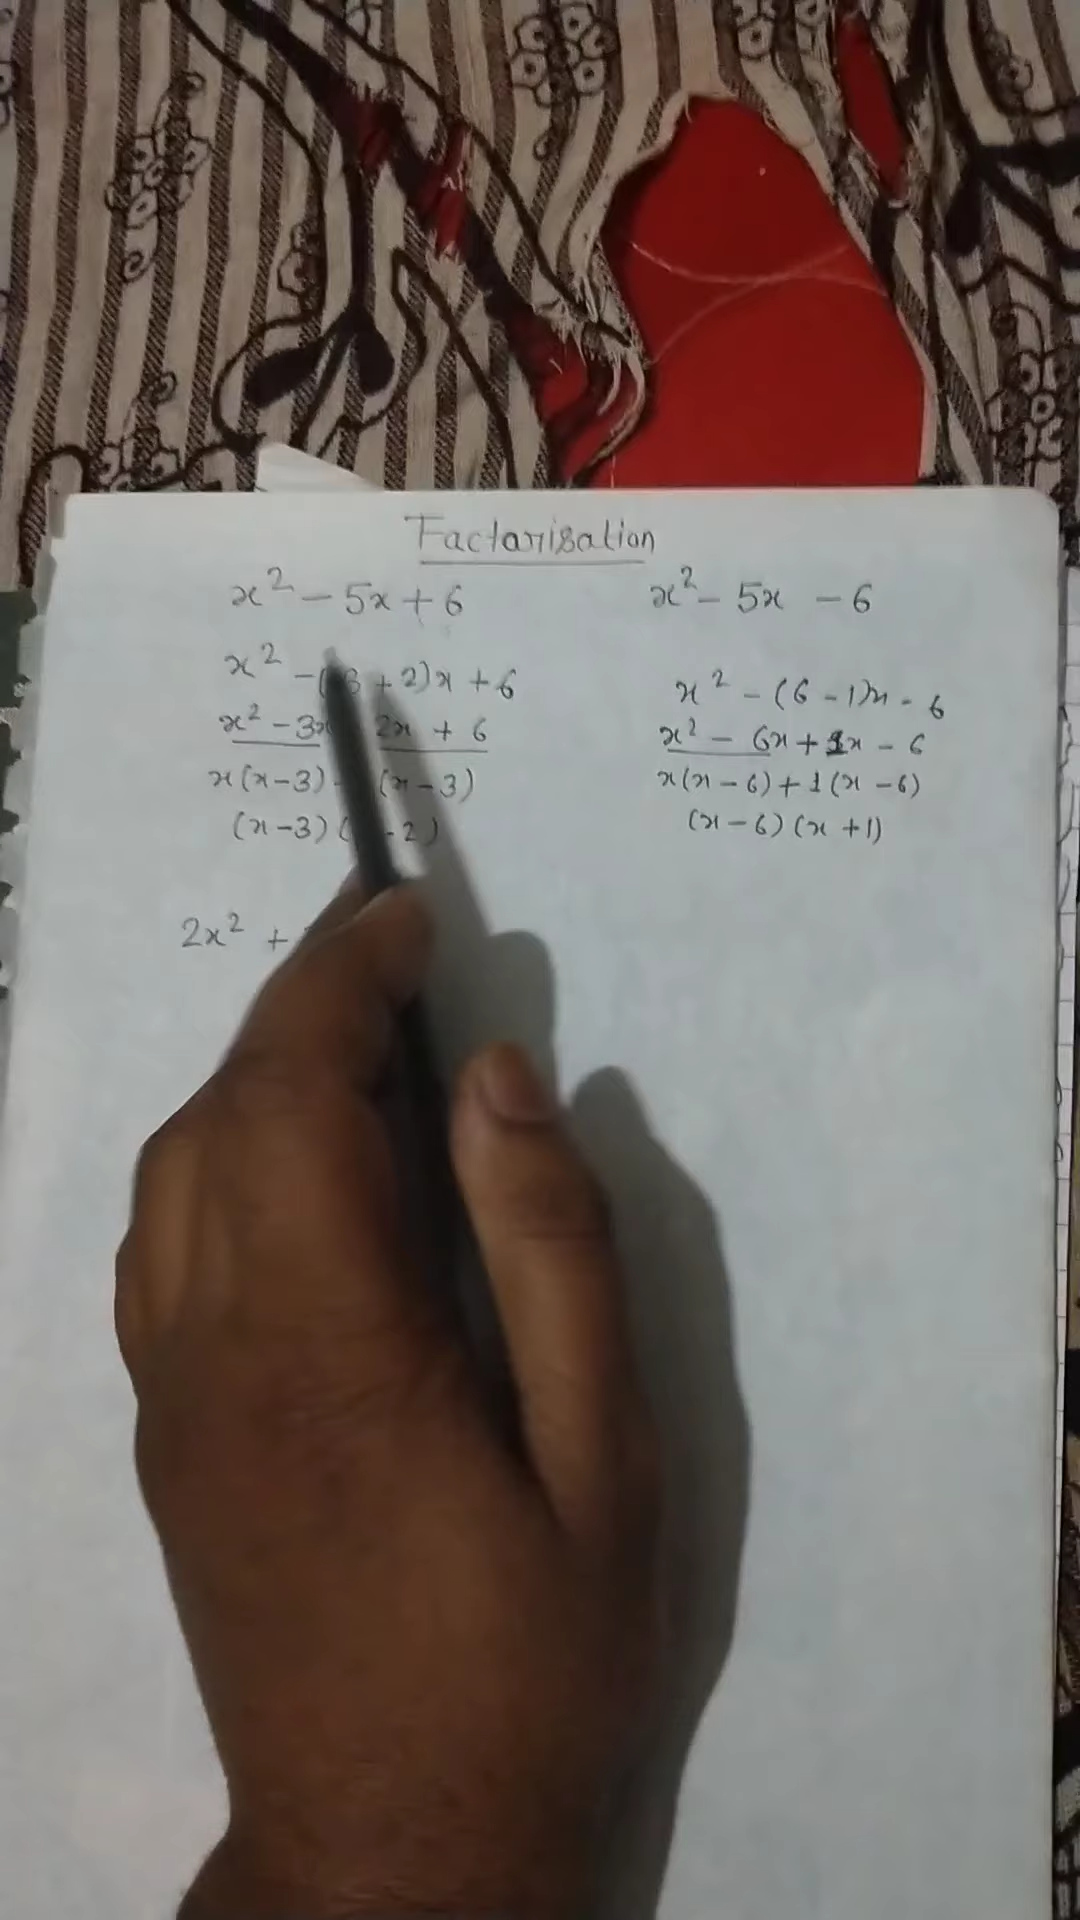 Factorisation
x² - 5x + 6
x² - ( + 2)x + 6
x² - 3x 2x + 6
x(x-3) - (x-3)
(x-3)( -2)
2x² +
x² - 5x - 6
x² - (6-1)x - 6
x² - 6x + 1x - 6
x(x-6)+1(x-6)
(x-6)(x+1)